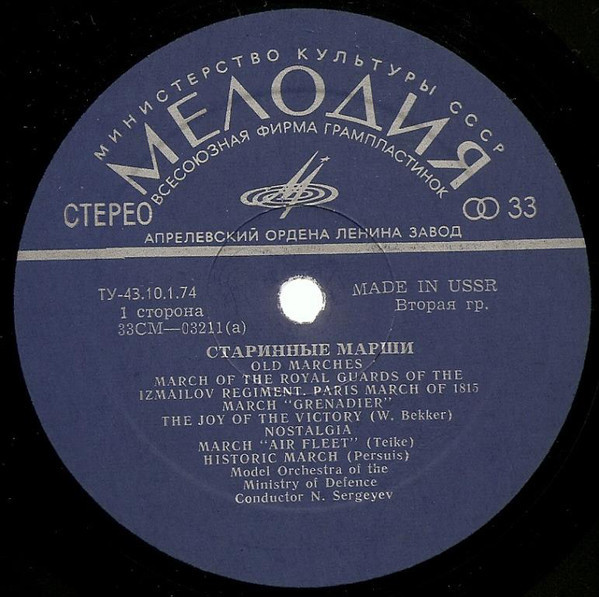 МИНИСТЕРСТВО КУЛЬТУРЫ СССР
МЕЛОДИЯ
ВСЕСОЮЗНАЯ ФИРМА ГРАМПЛАСТИНОК
СТЕРЕО
33
АПРЕЛЕВСКИЙ ОРДЕНА ЛЕНИНА ЗАВОД
ТУ-43.10.1.74
MADE IN USSR
1 сторона
Вторая гр.
33СМ—03211(а)
СТАРИННЫЕ МАРШИ
OLD MARCHES
MARCH OF THE ROYAL GUARDS OF THE
IZMAILOV REGIMENT. PARIS MARCH OF 1815
MARCH "GRENADIER"
THE JOY OF THE VICTORY (W. Bekker)
NOSTALGIA
MARCH "AIR FLEET" (Teike)
HISTORIC MARCH (Persuis)
Model Orchestra of the
Ministry of Defence
Conductor N. Sergeyev